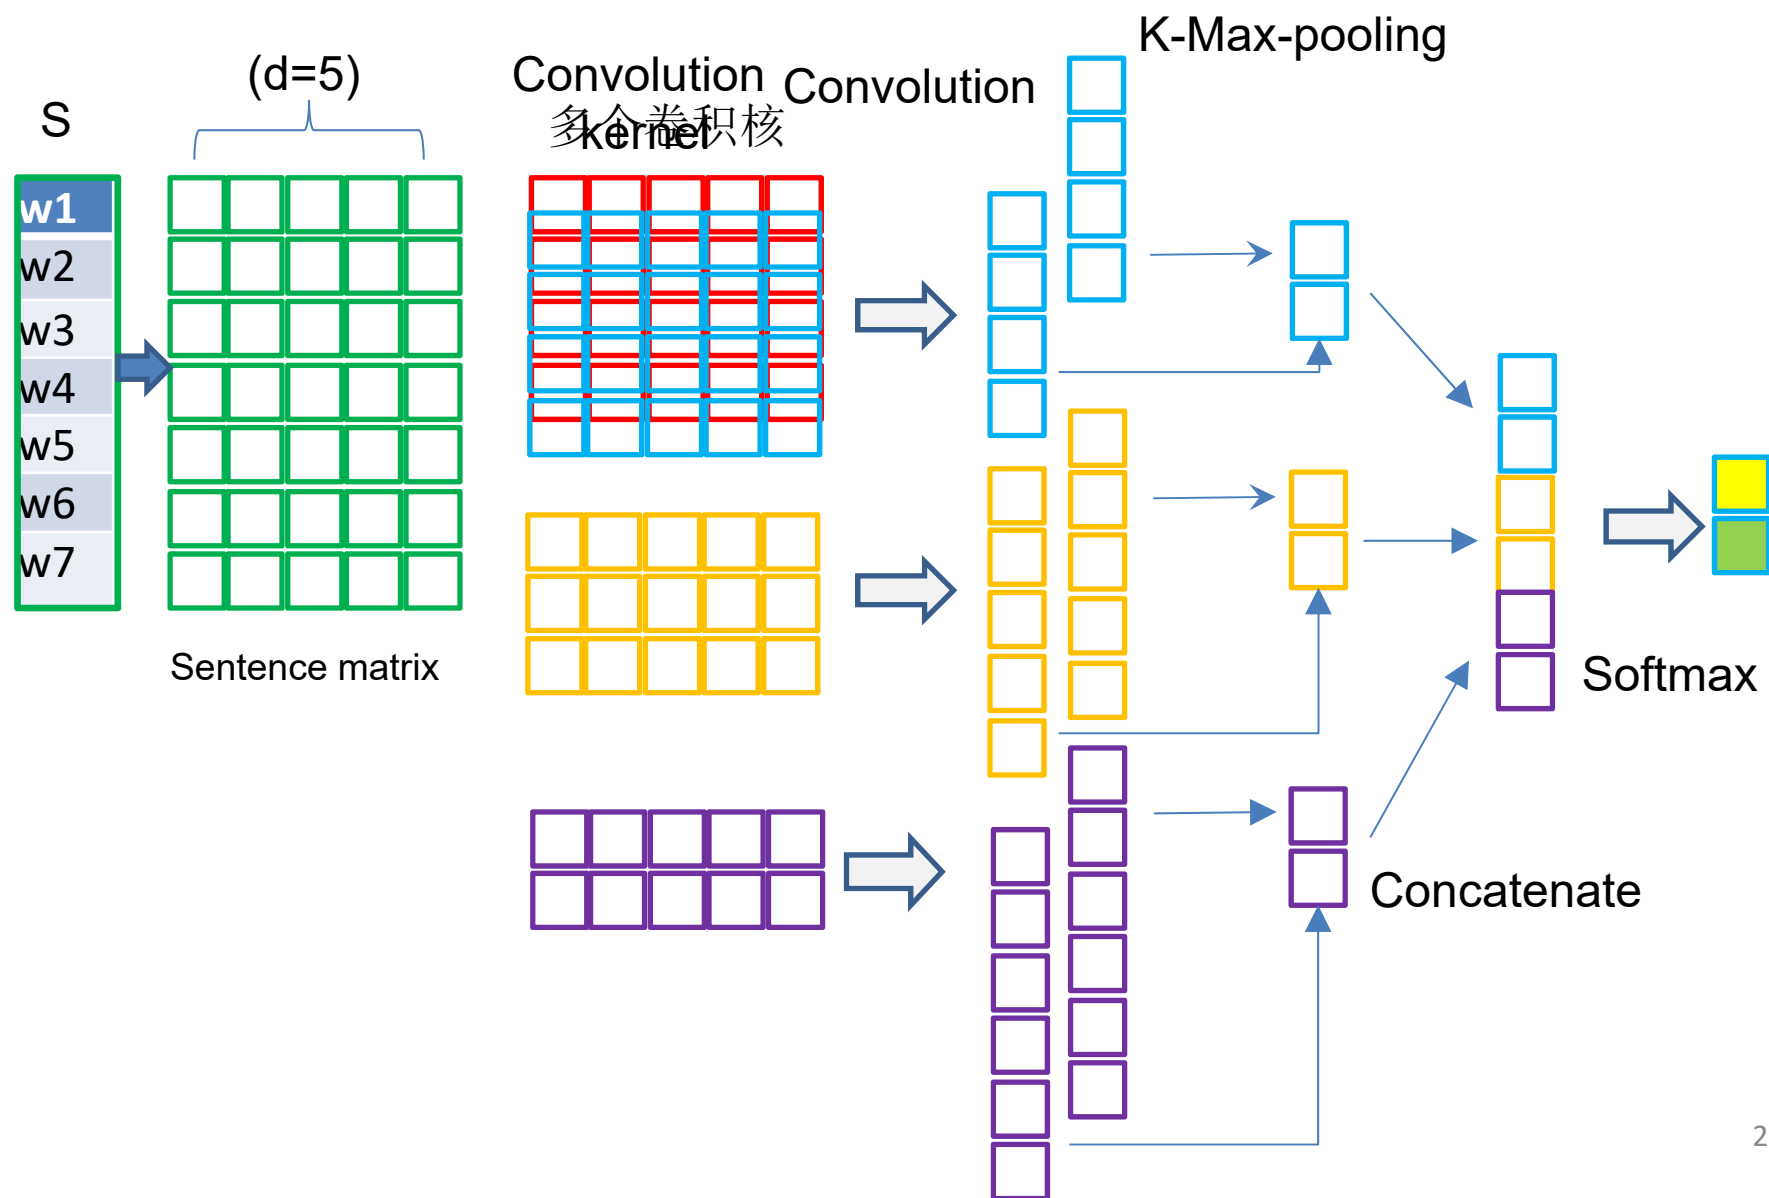 K-Max-pooling
(d=5)
Convolution
kernel
多个卷积核
Convolution
S
w1
w2
w3
w4
w5
w6
w7
Sentence matrix
Softmax
Concatenate
2